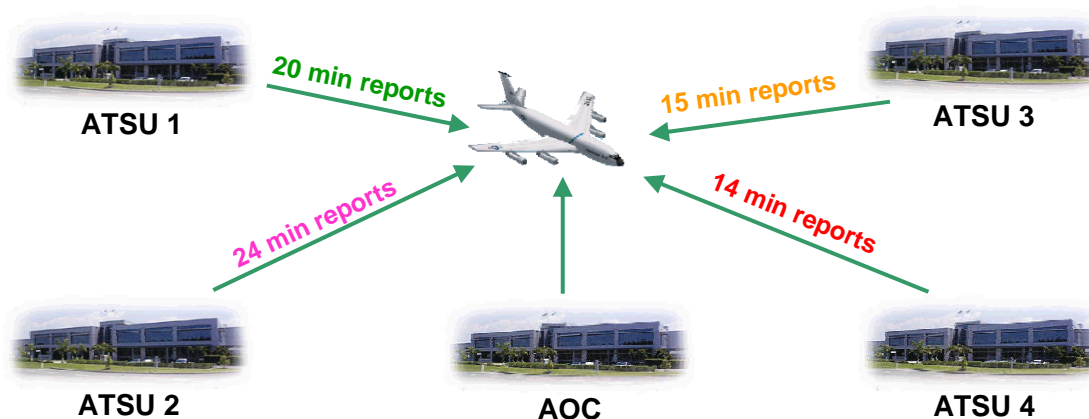 20 min reports
15 min reports
ATSU 1
ATSU 3
24 min reports
14 min reports
ATSU 2
AOC
ATSU 4